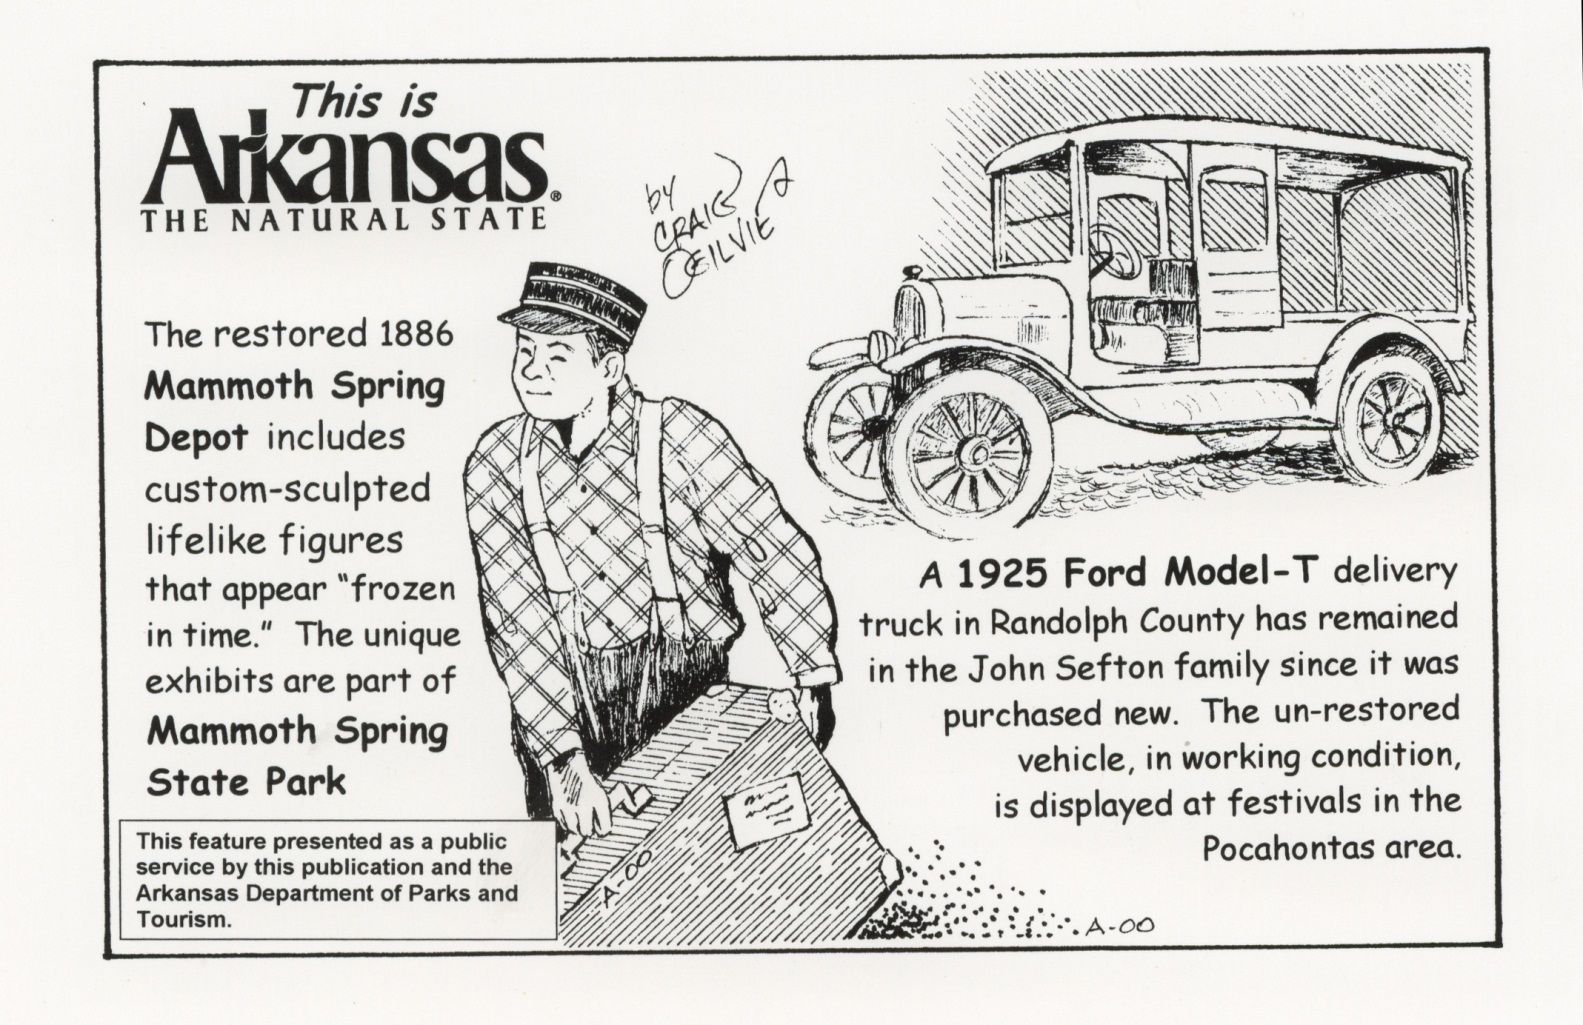 This is
Arkansas®
THE NATURAL STATE
by
CRAIG
OGILVIE
The restored 1886
Mammoth Spring
Depot includes
custom-sculpted
lifelike figures
that appear "frozen
in time."  The unique
exhibits are part of
Mammoth Spring
State Park
This feature presented as a public
service by this publication and the
Arkansas Department of Parks and
Tourism.
A 1925 Ford Model-T delivery
truck in Randolph County has remained
in the John Sefton family since it was
purchased new.  The un-restored
vehicle, in working condition,
is displayed at festivals in the
Pocahontas area.
A-00
A-00